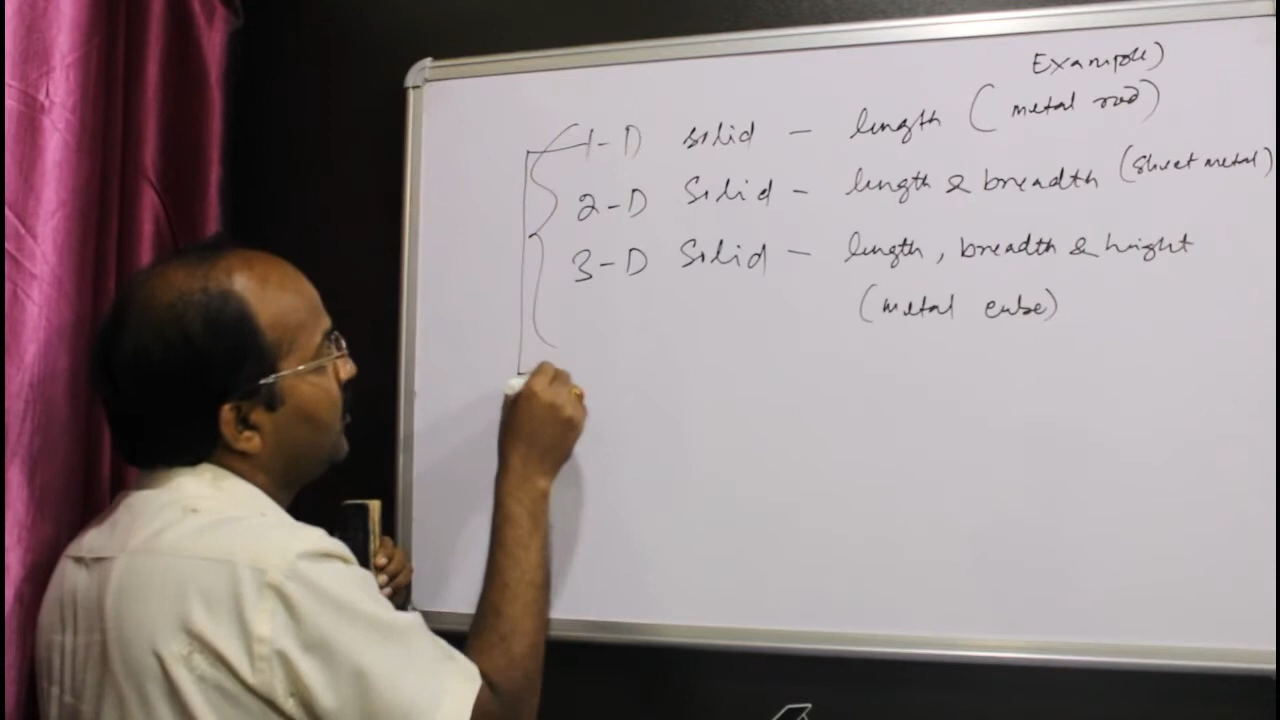 Example)
1-D solid - length (metal rod)
2-D Solid - length & breadth (Sheet metal)
3-D Solid - length, breadth & height
(metal cube)